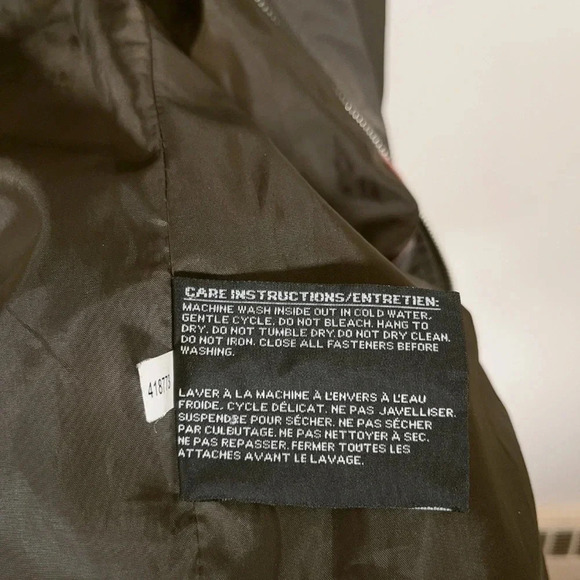 CARE INSTRUCTIONS/ENTRETIEN:
MACHINE WASH INSIDE OUT IN COLD WATER,
GENTLE CYCLE. DO NOT BLEACH. HANG TO
DRY. DO NOT TUMBLE DRY. DO NOT DRY CLEAN.
DO NOT IRON. CLOSE ALL FASTENERS BEFORE
WASHING.
LAVER À LA MACHINE À L'ENVERS À L'EAU
FROIDE, CYCLE DÉLICAT. NE PAS JAVELLISER.
SUSPENDRE POUR SÉCHER. NE PAS SÉCHER
PAR CULBUTAGE. NE PAS NETTOYER À SEC.
NE PAS REPASSER. FERMER TOUTES LES
ATTACHES AVANT LE LAVAGE.